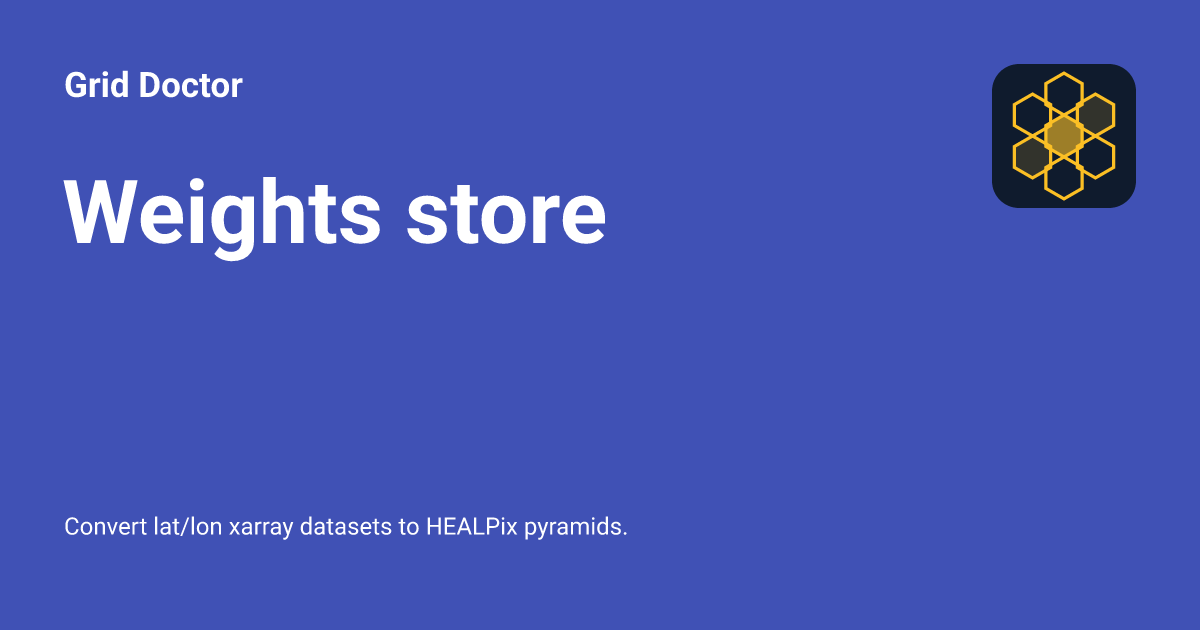 Grid Doctor
Weights store
Convert lat/lon xarray datasets to HEALPix pyramids.